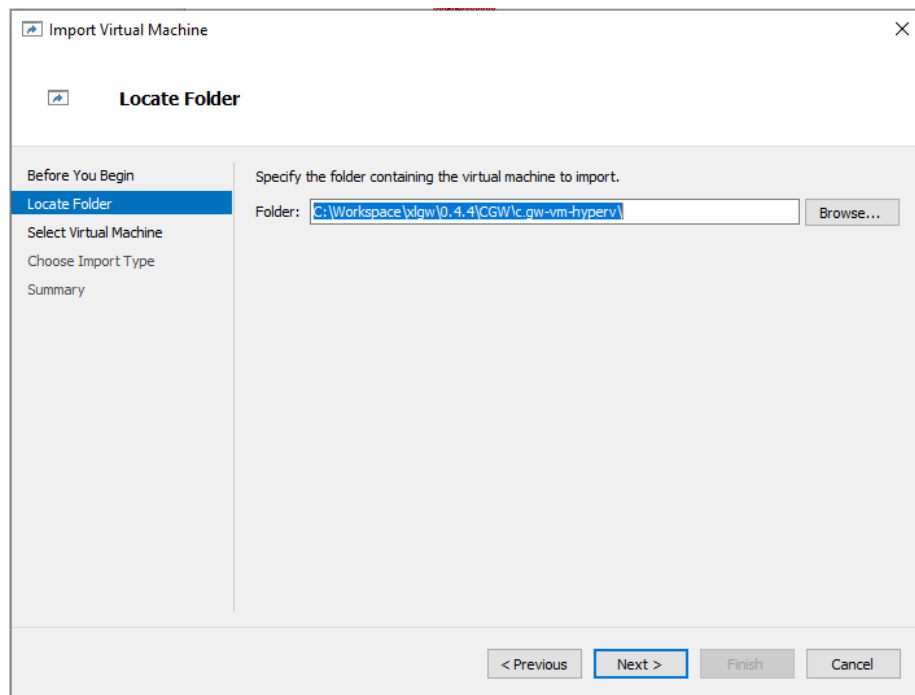 Import Virtual Machine
Locate Folder
Before You Begin
Locate Folder
Select Virtual Machine
Choose Import Type
Summary
Specify the folder containing the virtual machine to import.
Folder: C:\Workspace\xlgw\0.4.4\CGW\c.gw-vm-hyperv\ Browse...
< Previous Next > Finish Cancel